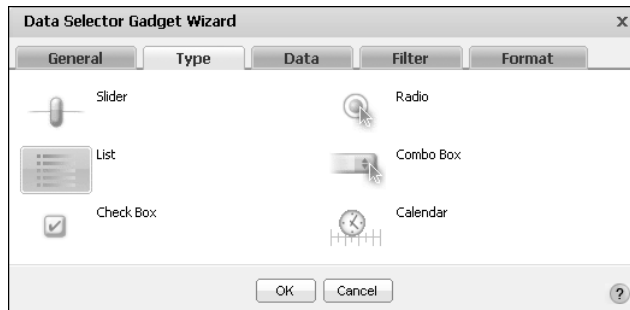 Data Selector Gadget Wizard x
General Type Data Filter Format
Slider Radio
List Combo Box
Check Box Calendar
OK Cancel ?